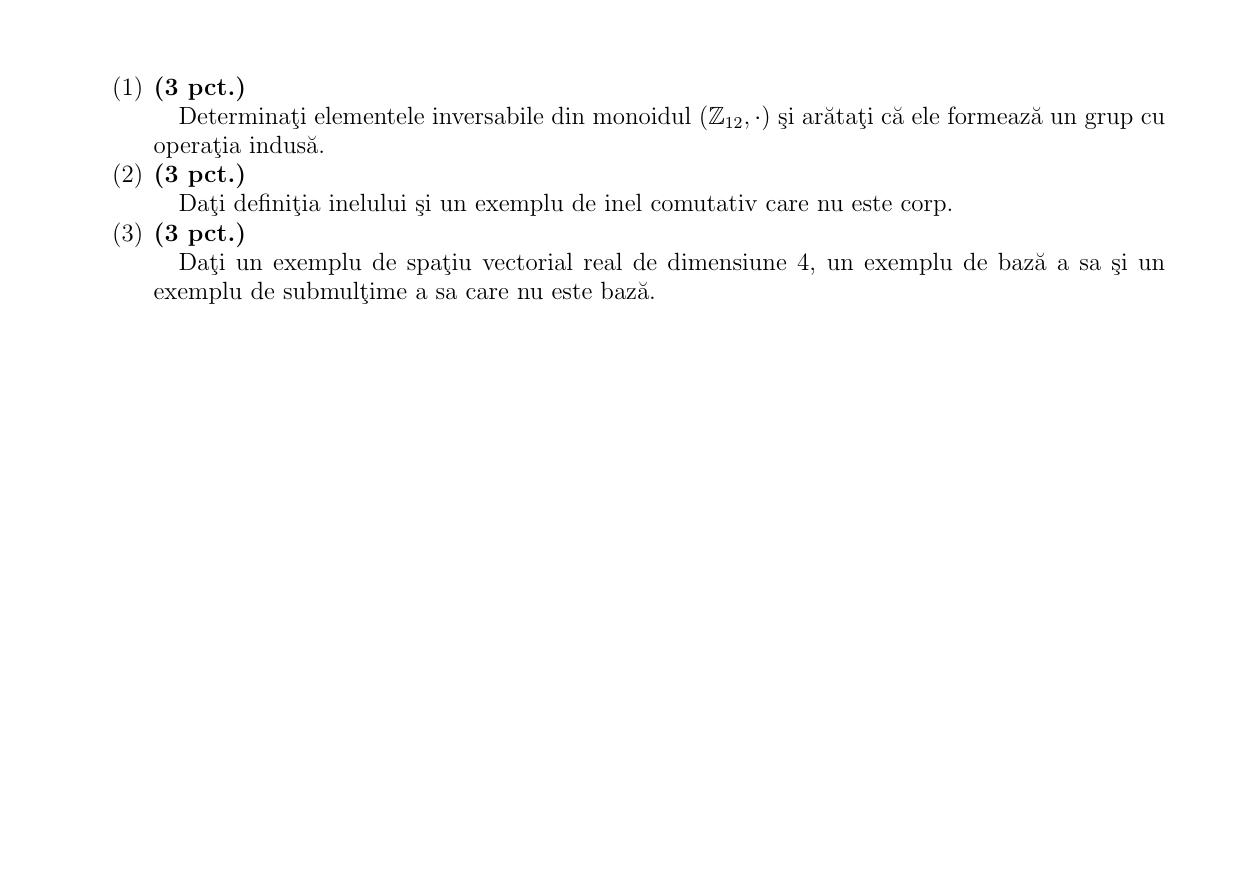 (1) (3 pct.)
Determinaţi elementele inversabile din monoidul (ℤ₁₂, ·) şi arătaţi că ele formează un grup cu
operaţia indusă.
(2) (3 pct.)
Daţi definiţia inelului şi un exemplu de inel comutativ care nu este corp.
(3) (3 pct.)
Daţi un exemplu de spaţiu vectorial real de dimensiune 4, un exemplu de bază a sa şi un
exemplu de submulţime a sa care nu este bază.